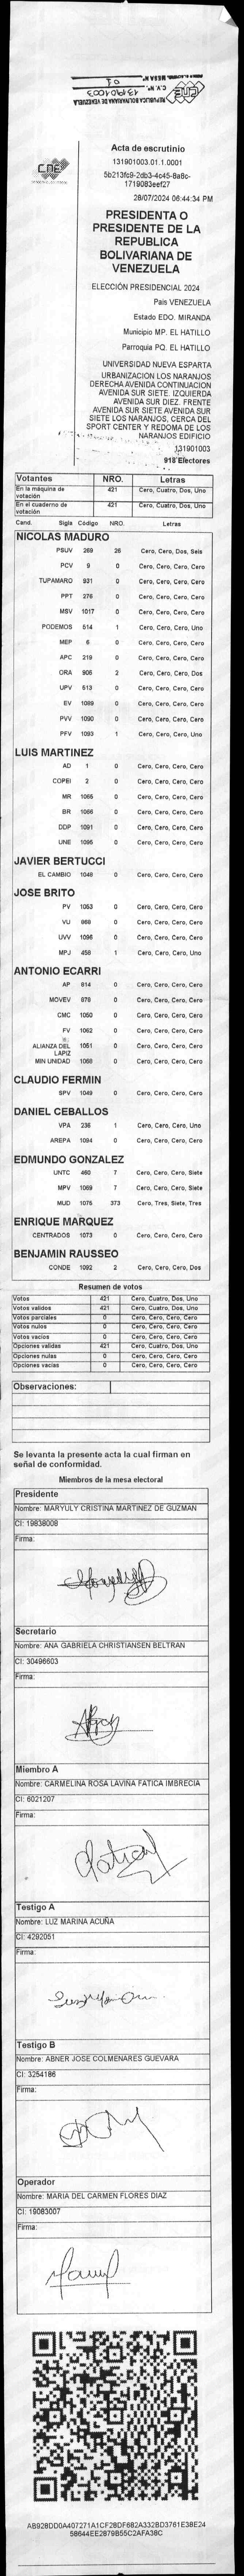 REPUBLICA BOLIVARIANA DE VENEZUELA
C.V. Nº. 131901003
MESA Nº. 01
CNE
CNE
Acta de escrutinio
131901003.01.1.0001
5b213fc9-2db3-4c45-8a8c-
1719083eef27
28/07/2024 06:44:34 PM
PRESIDENTA O
PRESIDENTE DE LA
REPUBLICA
BOLIVARIANA DE
VENEZUELA
ELECCIÓN PRESIDENCIAL 2024
Pais VENEZUELA
Estado EDO. MIRANDA
Municipio MP. EL HATILLO
Parroquia PQ. EL HATILLO
UNIVERSIDAD NUEVA ESPARTA
URBANIZACION LOS NARANJOS
DERECHA AVENIDA CONTINUACION
AVENIDA SUR SIETE. IZQUIERDA
AVENIDA SUR DIEZ. FRENTE
AVENIDA SUR SIETE AVENIDA SUR
SIETE LOS NARANJOS, CERCA DEL
SPORT CENTER Y REDOMA DE LOS
NARANJOS EDIFICIO
131901003
918 Electores
Votantes NRO. Letras
En la máquina de votación 421 Cero, Cuatro, Dos, Uno
En el cuaderno de votación 421 Cero, Cuatro, Dos, Uno
Cand. Sigla Código NRO. Letras
NICOLAS MADURO
PSUV 269 26 Cero, Cero, Dos, Seis
PCV 9 0 Cero, Cero, Cero, Cero
TUPAMARO 931 0 Cero, Cero, Cero, Cero
PPT 276 0 Cero, Cero, Cero, Cero
MSV 1017 0 Cero, Cero, Cero, Cero
PODEMOS 514 1 Cero, Cero, Cero, Uno
MEP 6 0 Cero, Cero, Cero, Cero
APC 219 0 Cero, Cero, Cero, Cero
ORA 906 2 Cero, Cero, Cero, Dos
UPV 613 0 Cero, Cero, Cero, Cero
EV 1089 0 Cero, Cero, Cero, Cero
PVV 1090 0 Cero, Cero, Cero, Cero
PFV 1093 1 Cero, Cero, Cero, Uno
LUIS MARTINEZ
AD 1 0 Cero, Cero, Cero, Cero
COPEI 2 0 Cero, Cero, Cero, Cero
MR 1065 0 Cero, Cero, Cero, Cero
BR 1066 0 Cero, Cero, Cero, Cero
DDP 1091 0 Cero, Cero, Cero, Cero
UNE 1095 0 Cero, Cero, Cero, Cero
JAVIER BERTUCCI
EL CAMBIO 1048 0 Cero, Cero, Cero, Cero
JOSE BRITO
PV 1053 0 Cero, Cero, Cero, Cero
VU 868 0 Cero, Cero, Cero, Cero
UVV 1096 0 Cero, Cero, Cero, Cero
MPJ 458 1 Cero, Cero, Cero, Uno
ANTONIO ECARRI
AP 814 0 Cero, Cero, Cero, Cero
MOVEV 878 0 Cero, Cero, Cero, Cero
CMC 1050 0 Cero, Cero, Cero, Cero
FV 1062 0 Cero, Cero, Cero, Cero
ALIANZA DEL LAPIZ 1051 0 Cero, Cero, Cero, Cero
MIN UNIDAD 1068 0 Cero, Cero, Cero, Cero
CLAUDIO FERMIN
SPV 1049 0 Cero, Cero, Cero, Cero
DANIEL CEBALLOS
VPA 236 1 Cero, Cero, Cero, Uno
AREPA 1094 0 Cero, Cero, Cero, Cero
EDMUNDO GONZALEZ
UNTC 460 7 Cero, Cero, Cero, Siete
MPV 1069 7 Cero, Cero, Cero, Siete
MUD 1075 373 Cero, Tres, Siete, Tres
ENRIQUE MARQUEZ
CENTRADOS 1073 0 Cero, Cero, Cero, Cero
BENJAMIN RAUSSEO
CONDE 1092 2 Cero, Cero, Cero, Dos
Resumen de votos
Votos 421 Cero, Cuatro, Dos, Uno
Votos validos 421 Cero, Cuatro, Dos, Uno
Votos parciales 0 Cero, Cero, Cero, Cero
Votos nulos 0 Cero, Cero, Cero, Cero
Votos vacios 0 Cero, Cero, Cero, Cero
Opciones validas 421 Cero, Cuatro, Dos, Uno
Opciones nulas 0 Cero, Cero, Cero, Cero
Opciones vacias 0 Cero, Cero, Cero, Cero
Observaciones:
Se levanta la presente acta la cual firman en
señal de conformidad.
Miembros de la mesa electoral
Presidente
Nombre: MARYULY CRISTINA MARTINEZ DE GUZMAN
CI: 19838008
Firma:
Secretario
Nombre: ANA GABRIELA CHRISTIANSEN BELTRAN
CI: 30496603
Firma:
Miembro A
Nombre: CARMELINA ROSA LAVINA FATICA IMBRECIA
CI: 6021207
Firma:
Testigo A
Nombre: LUZ MARINA ACUÑA
CI: 4292051
Firma:
Testigo B
Nombre: ABNER JOSE COLMENARES GUEVARA
CI: 3254186
Firma:
Operador
Nombre: MARIA DEL CARMEN FLORES DIAZ
CI: 19083007
Firma:
AB928DD0A407271A1CF28DF682A332BD3761E38E24
58644EE2879B55C2AFA38C